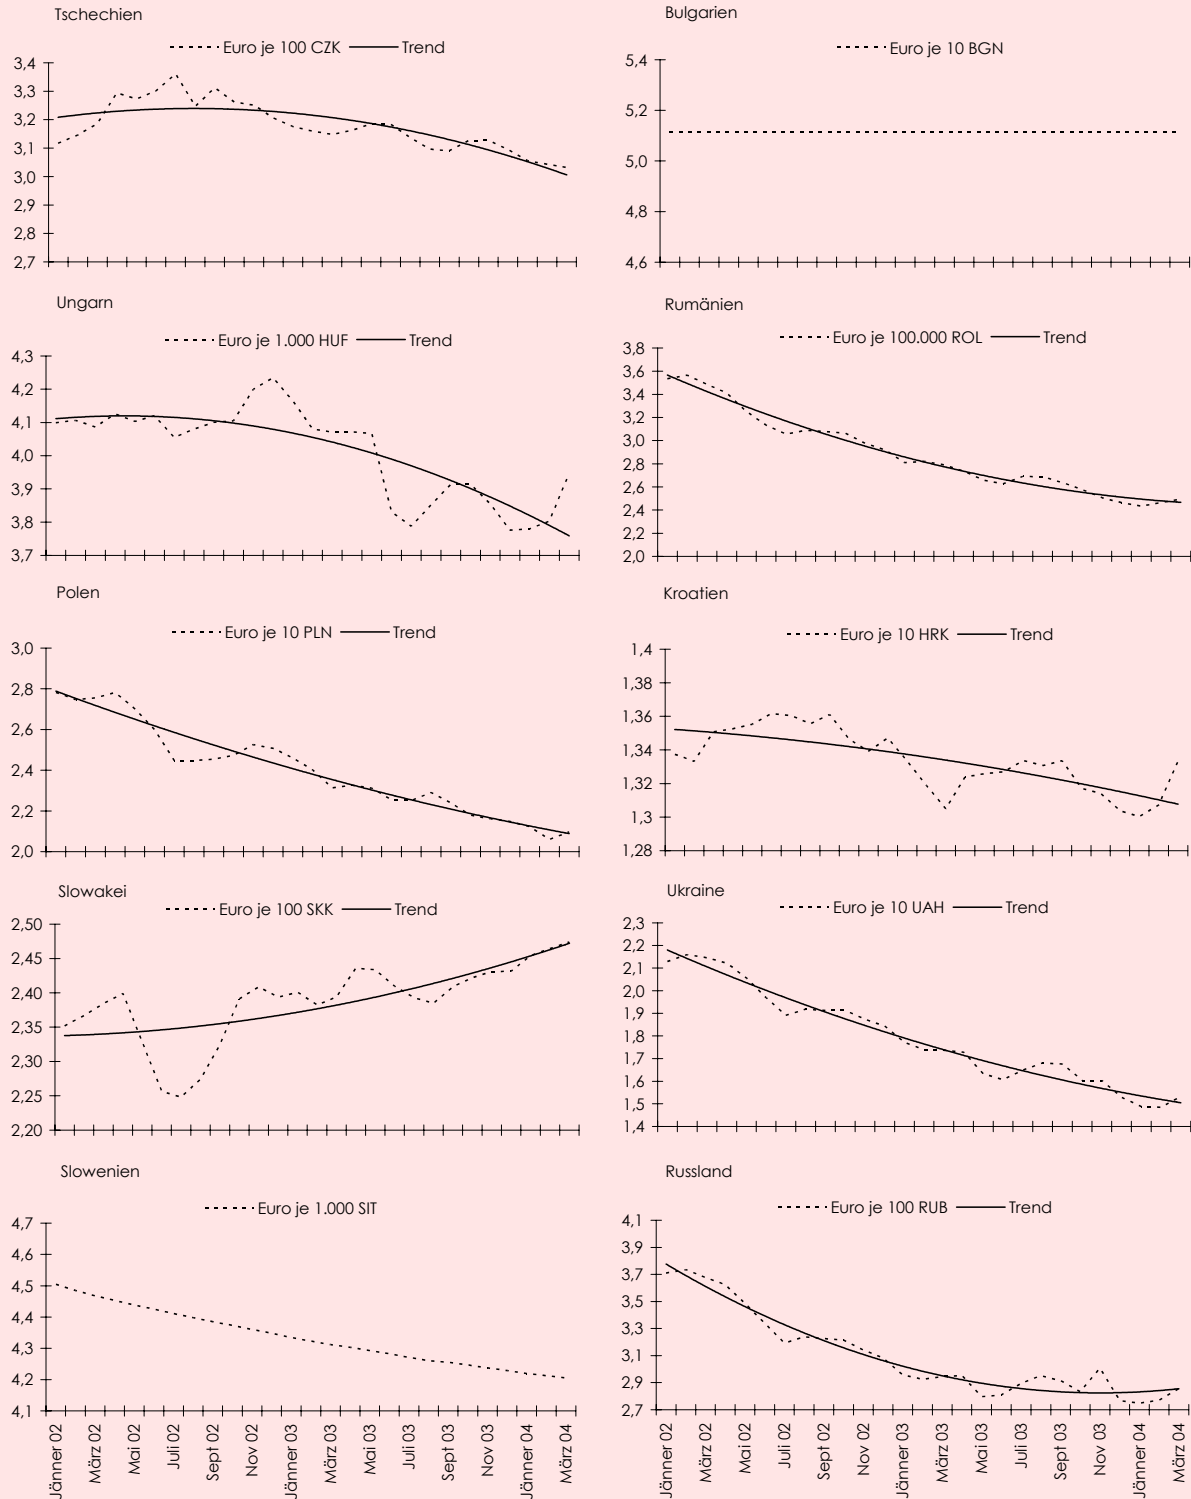 Tschechien
Euro je 100 CZK Trend
3,4
3,3
3,2
3,1
3,0
2,9
2,8
2,7
Bulgarien
Euro je 10 BGN
5,4
5,2
5,0
4,8
4,6
Ungarn
Euro je 1.000 HUF Trend
4,3
4,2
4,1
4,0
3,9
3,8
3,7
Rumänien
Euro je 100.000 ROL Trend
3,8
3,6
3,4
3,2
3,0
2,8
2,6
2,4
2,2
2,0
Polen
Euro je 10 PLN Trend
3,0
2,8
2,6
2,4
2,2
2,0
Kroatien
Euro je 10 HRK Trend
1,4
1,38
1,36
1,34
1,32
1,3
1,28
Slowakei
Euro je 100 SKK Trend
2,50
2,45
2,40
2,35
2,30
2,25
2,20
Ukraine
Euro je 10 UAH Trend
2,3
2,2
2,1
2,0
1,9
1,8
1,7
1,6
1,5
1,4
Slowenien
Euro je 1.000 SIT
4,7
4,6
4,5
4,4
4,3
4,2
4,1
Jänner 02
März 02
Mai 02
Juli 02
Sept 02
Nov 02
Jänner 03
März 03
Mai 03
Juli 03
Sept 03
Nov 03
Jänner 04
März 04
Russland
Euro je 100 RUB Trend
4,1
3,9
3,7
3,5
3,3
3,1
2,9
2,7
Jänner 02
März 02
Mai 02
Juli 02
Sept 02
Nov 02
Jänner 03
März 03
Mai 03
Juli 03
Sept 03
Nov 03
Jänner 04
März 04